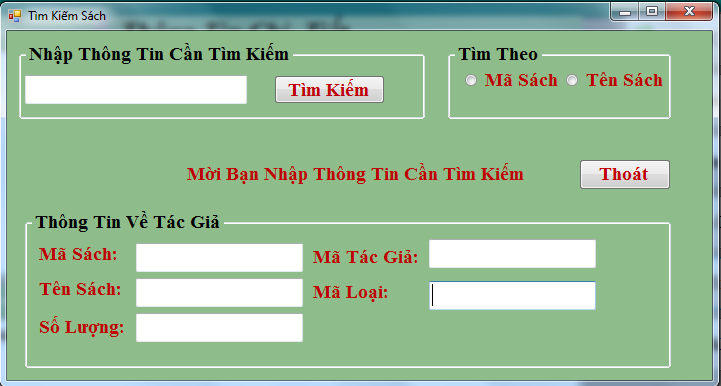 Tìm Kiếm Sách
Nhập Thông Tin Cần Tìm Kiếm
Tìm Kiếm
Tìm Theo
Mã Sách
Tên Sách
Mời Bạn Nhập Thông Tin Cần Tìm Kiếm
Thoát
Thông Tin Về Tác Giả
Mã Sách:
Mã Tác Giả:
Tên Sách:
Mã Loại:
Số Lượng: